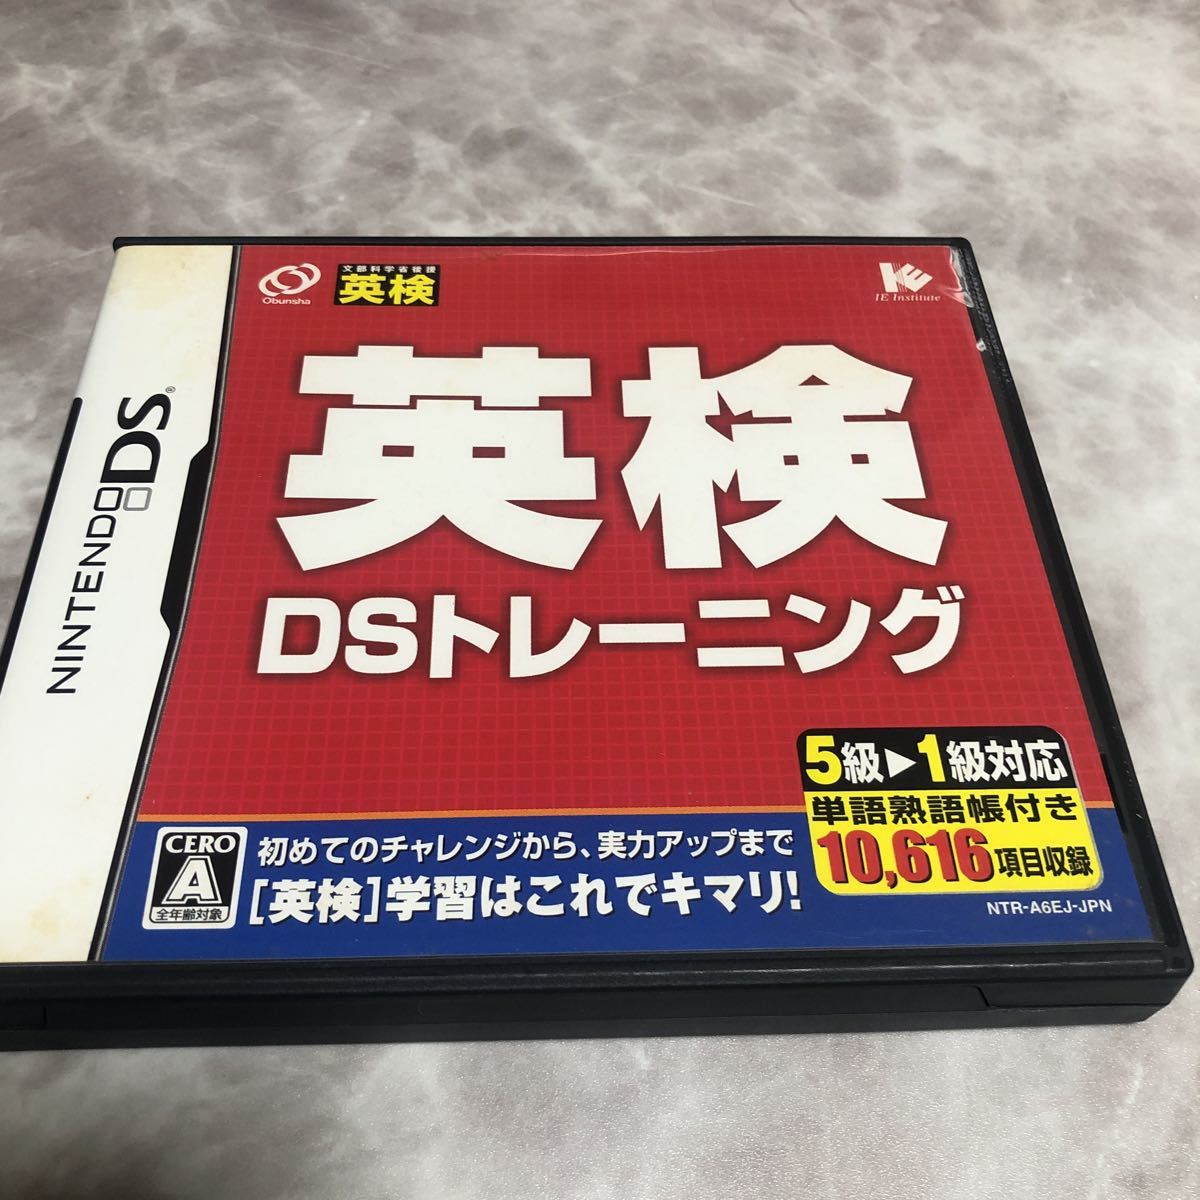 NINTENDO DS®
Obunsha
文部科学省後援
英検
IE Institute
英検
DSトレーニング
5級▶1級対応
単語熟語帳付き
10,616項目収録
CERO
A
全年齢対象
初めてのチャレンジから、実力アップまで
[英検]学習はこれでキマリ!
NTR-A6EJ-JPN